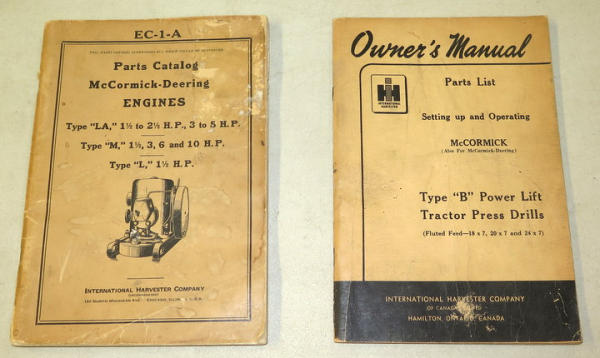 EC-1-A
Parts Catalog
McCormick-Deering
ENGINES
Type "LA," 1½ to 2½ H.P., 3 to 5 H.P.
Type "M," 1½, 3, 6 and 10 H.P.
Type "L," 1½ H.P.
INTERNATIONAL HARVESTER COMPANY
Owner's Manual
IH
INTERNATIONAL
HARVESTER
Parts List
Setting up and Operating
McCORMICK
(Also For McCormick-Deering)
Type "B" Power Lift
Tractor Press Drills
(Fluted Feed—18 x 7, 20 x 7 and 24 x 7)
INTERNATIONAL HARVESTER COMPANY
OF CANADA
HAMILTON, ONTARIO, CANADA